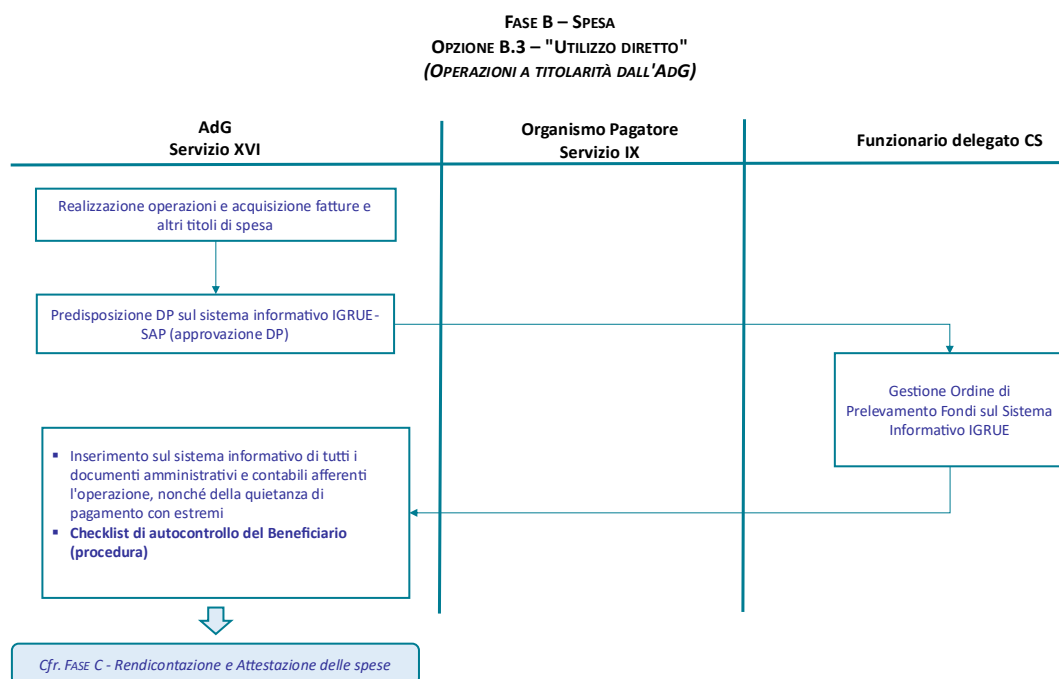 FASE B – SPESA
OPZIONE B.3 – "UTILIZZO DIRETTO"
(OPERAZIONI A TITOLARITÀ DALL'ADG)
AdG
Servizio XVI
Organismo Pagatore
Servizio IX
Funzionario delegato CS
Realizzazione operazioni e acquisizione fatture e
altri titoli di spesa
Predisposizione DP sul sistema informativo IGRUE-
SAP (approvazione DP)
Gestione Ordine di
Prelevamento Fondi sul Sistema
Informativo IGRUE
▪ Inserimento sul sistema informativo di tutti i
documenti amministrativi e contabili afferenti
l'operazione, nonché della quietanza di
pagamento con estremi
▪ Checklist di autocontrollo del Beneficiario
(procedura)
Cfr. FASE C - Rendicontazione e Attestazione delle spese